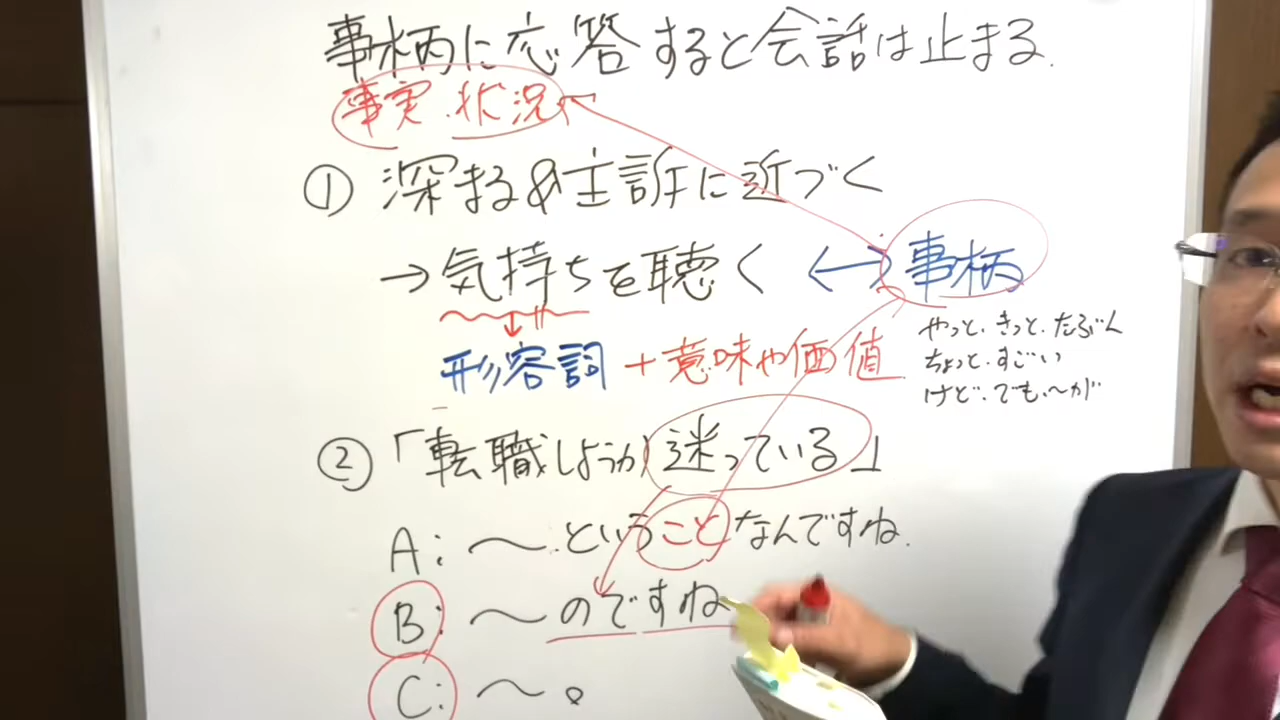 事柄に応答すると会話は止まる.
事実.状況
① 深まる&主訴に近づく
→気持ちを聴く ↔ 事柄
やっと、きっと、たぶん
ちょっと、すごい
けど、でも、〜が
形容詞+意味や価値
② 「転職しようか迷っている」
A: 〜ということなんですね.
B: 〜のですね
C: 〜。